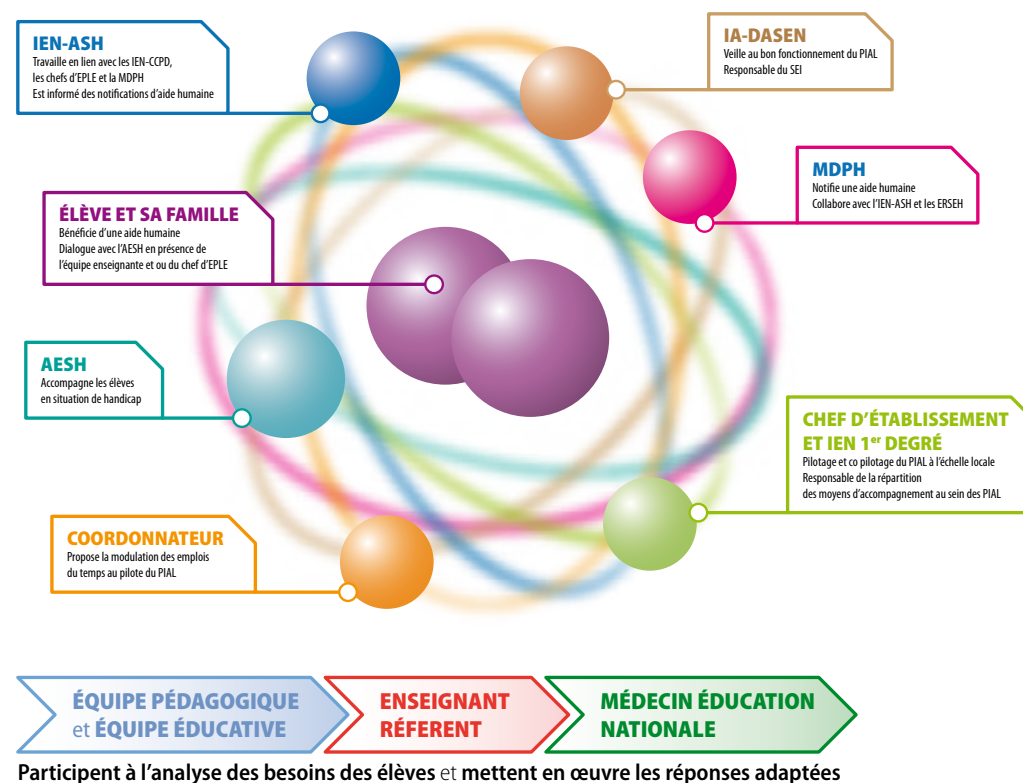 IEN-ASH
Travaille en lien avec les IEN-CCPD,
les chefs d'EPLE et la MDPH
Est informé des notifications d'aide humaine
IA-DASEN
Veille au bon fonctionnement du PIAL
Responsable du SEI
MDPH
Notifie une aide humaine
Collabore avec l'IEN-ASH et les ERSEH
ÉLÈVE ET SA FAMILLE
Bénéficie d'une aide humaine
Dialogue avec l'AESH en présence de
l'équipe enseignante et ou du chef d'EPLE
AESH
Accompagne les élèves
en situation de handicap
CHEF D'ÉTABLISSEMENT
ET IEN 1er DEGRÉ
Pilotage et co pilotage du PIAL à l'échelle locale
Responsable de la répartition
des moyens d'accompagnement au sein des PIAL
COORDONNATEUR
Propose la modulation des emplois
du temps au pilote du PIAL
ÉQUIPE PÉDAGOGIQUE
et ÉQUIPE ÉDUCATIVE
ENSEIGNANT
RÉFERENT
MÉDECIN ÉDUCATION
NATIONALE
Participent à l'analyse des besoins des élèves et mettent en œuvre les réponses adaptées